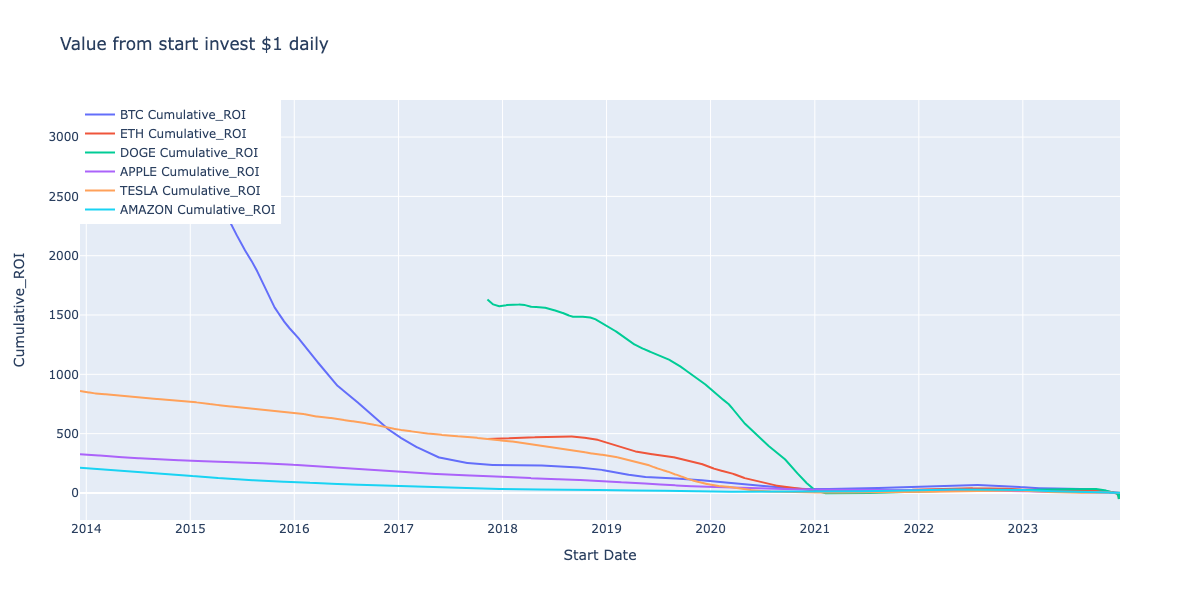 Value from start invest $1 daily
BTC Cumulative_ROI
ETH Cumulative_ROI
DOGE Cumulative_ROI
APPLE Cumulative_ROI
TESLA Cumulative_ROI
AMAZON Cumulative_ROI
3000
2500
2000
1500
1000
500
0
Cumulative_ROI
2014 2015 2016 2017 2018 2019 2020 2021 2022 2023
Start Date